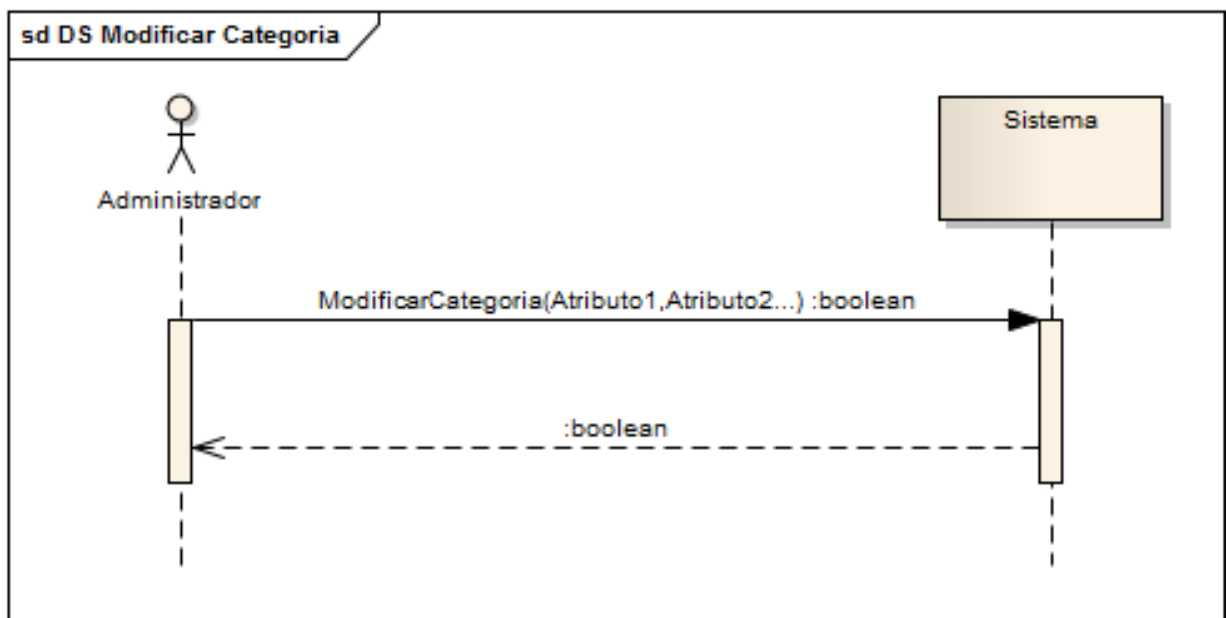 sd DS Modificar Categoria
Sistema
Administrador
ModificarCategoria(Atributo1,Atributo2...) :boolean
:boolean